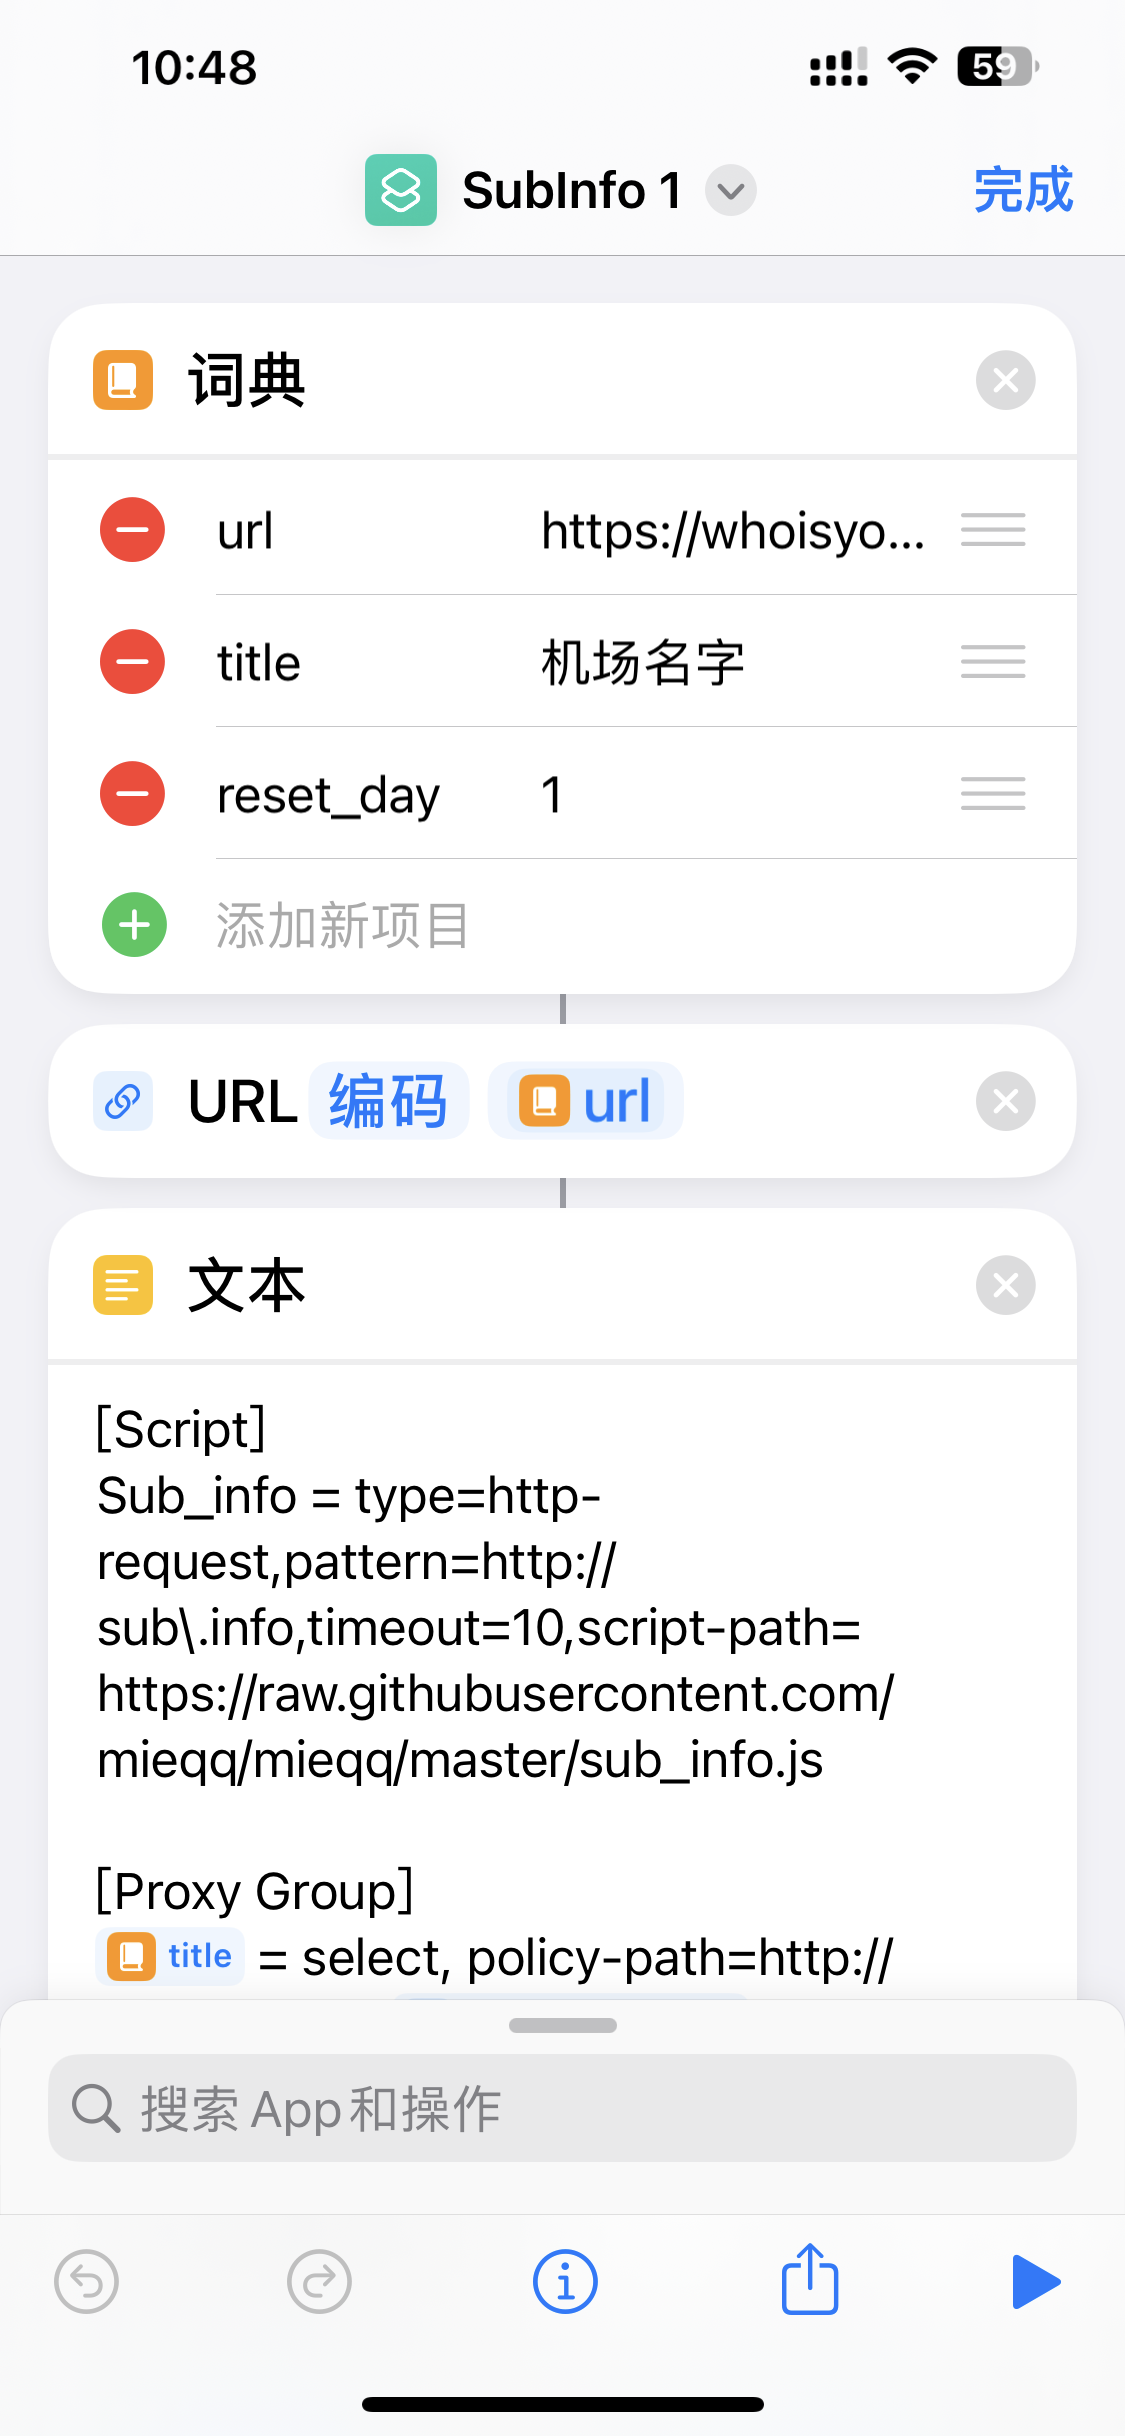 10:48
59
SubInfo 1
完成
词典
url https://whoisyo...
title 机场名字
reset_day 1
添加新项目
URL 编码 url
文本
[Script]
Sub_info = type=http-
request,pattern=http://
sub\.info,timeout=10,script-path=
https://raw.githubusercontent.com/
mieqq/mieqq/master/sub_info.js
[Proxy Group]
title = select, policy-path=http://
搜索 App 和操作